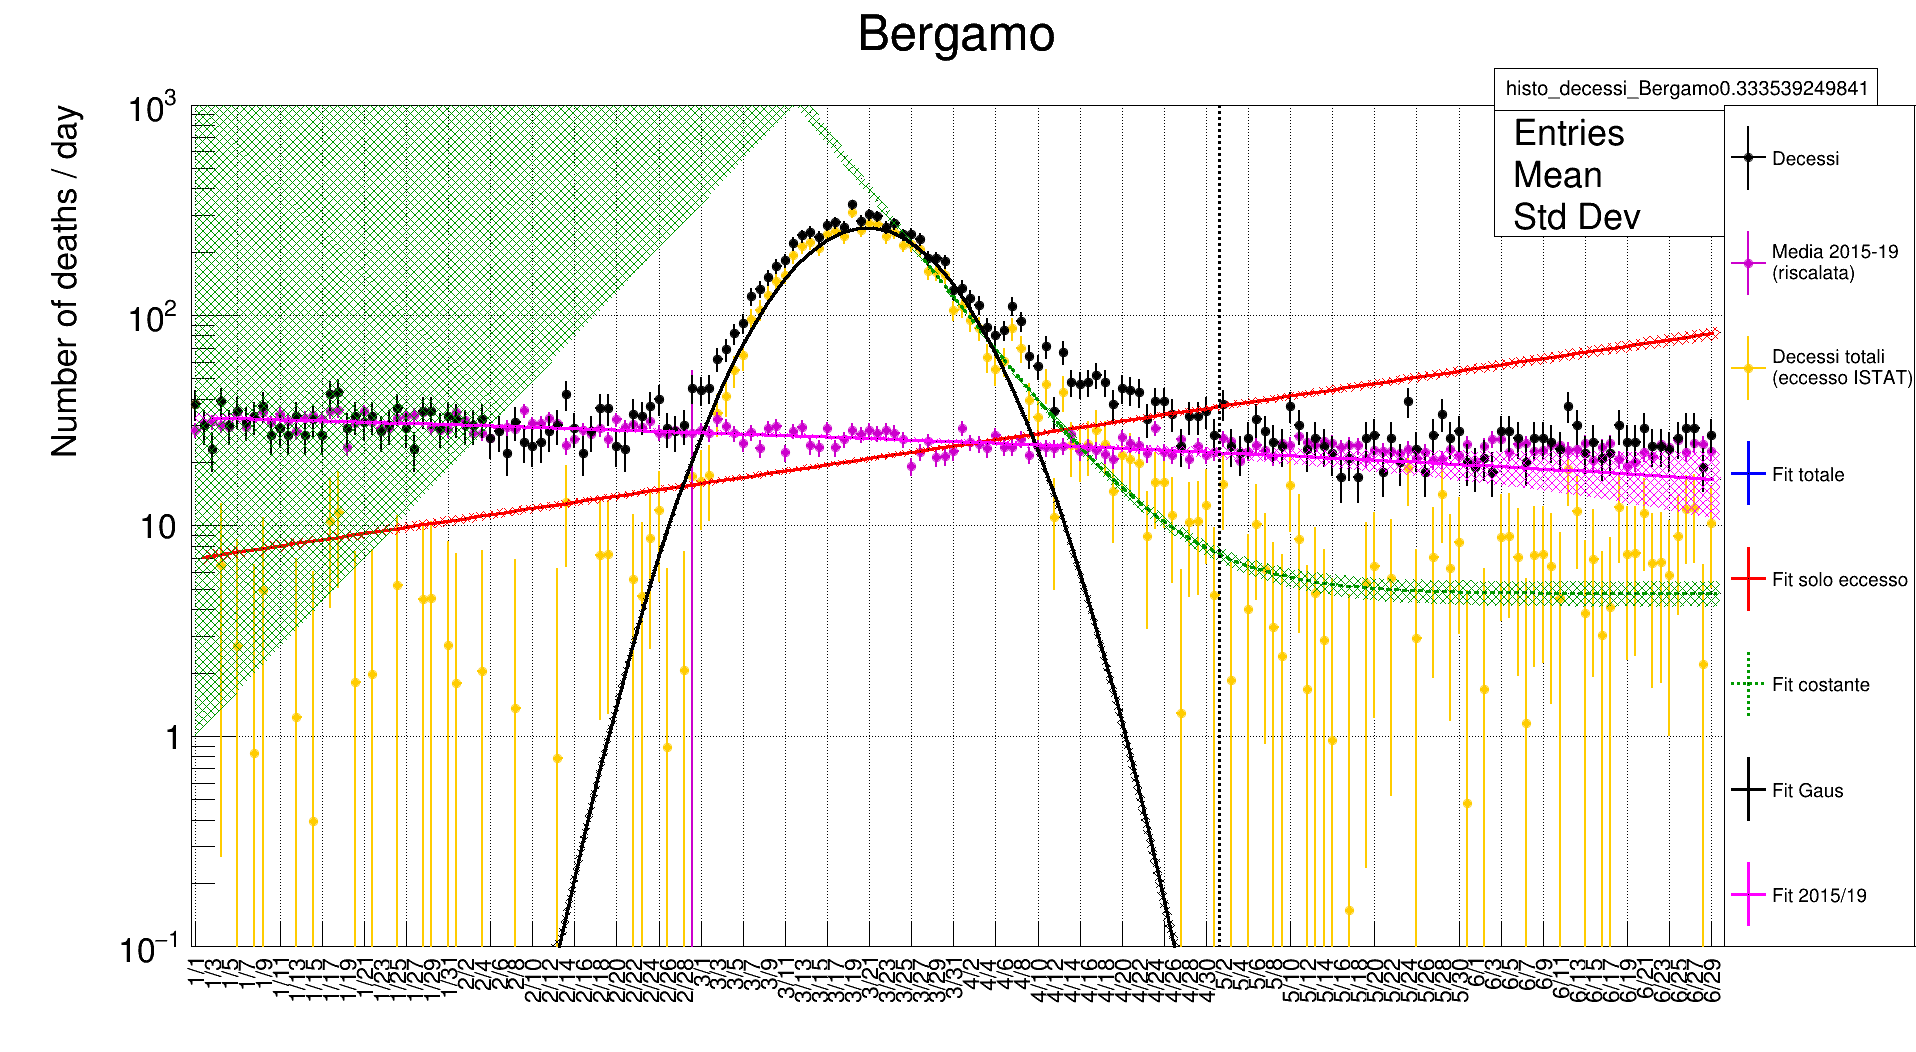 Bergamo
histo_decessi_Bergamo0.333539249841
Entries
Mean
Std Dev
Number of deaths / day
10³
10²
10
1
10⁻¹
1/1 1/3 1/5 1/7 1/9 1/11 1/13 1/15 1/17 1/19 1/21 1/23 1/25 1/27 1/29 1/31 2/2 2/4 2/6 2/8 2/10 2/12 2/14 2/16 2/18 2/20 2/22 2/24 2/26 2/28 3/1 3/3 3/5 3/7 3/9 3/11 3/13 3/15 3/17 3/19 3/21 3/23 3/25 3/27 3/29 3/31 4/2 4/4 4/6 4/8 4/10 4/12 4/14 4/16 4/18 4/20 4/22 4/24 4/26 4/28 4/30 5/2 5/4 5/6 5/8 5/10 5/12 5/14 5/16 5/18 5/20 5/22 5/24 5/26 5/28 5/30 6/1 6/3 6/5 6/7 6/9 6/11 6/13 6/15 6/17 6/19 6/21 6/23 6/25 6/27 6/29
Decessi
Media 2015-19
(riscalata)
Decessi totali
(eccesso ISTAT)
Fit totale
Fit solo eccesso
Fit costante
Fit Gaus
Fit 2015/19